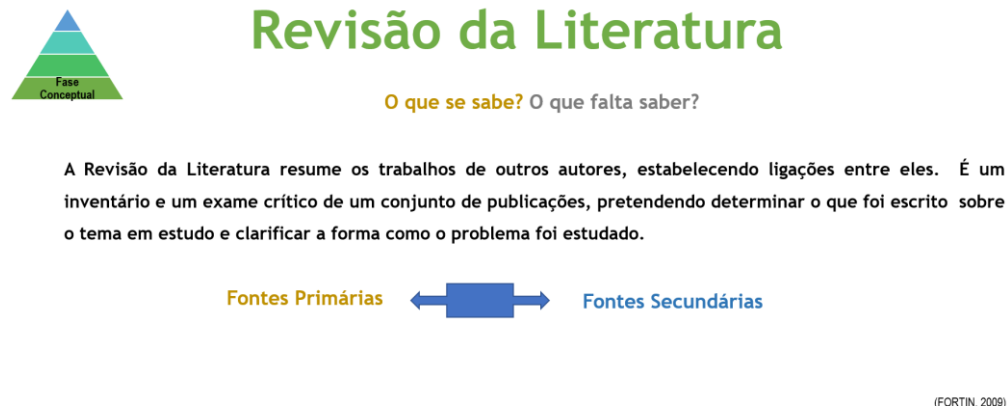 Revisão da Literatura
Fase
Conceptual
O que se sabe? O que falta saber?
A Revisão da Literatura resume os trabalhos de outros autores, estabelecendo ligações entre eles. É um
inventário e um exame crítico de um conjunto de publicações, pretendendo determinar o que foi escrito sobre
o tema em estudo e clarificar a forma como o problema foi estudado.
Fontes Primárias
Fontes Secundárias
(FORTIN, 2009)